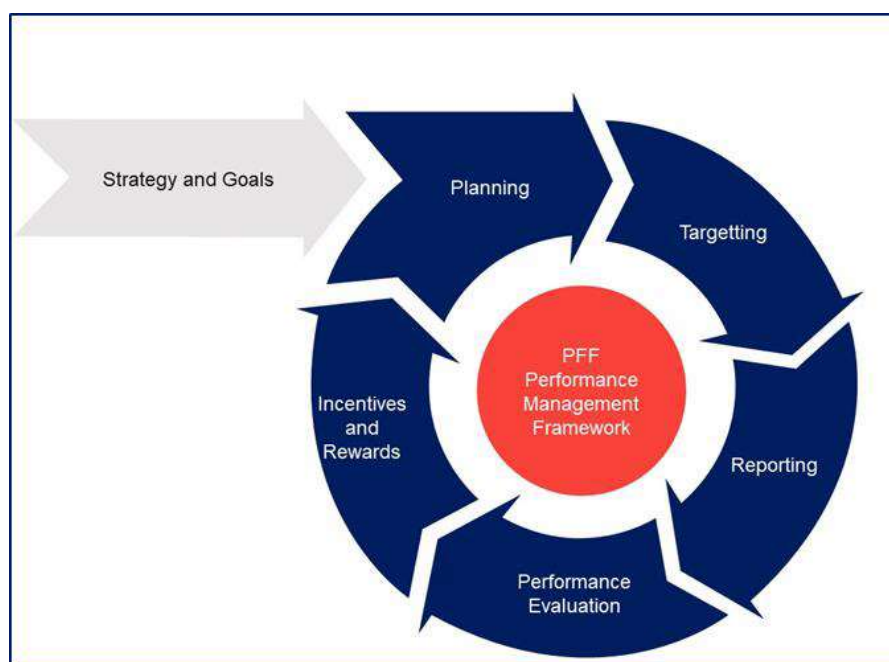 Strategy and Goals
Planning
Targetting
Reporting
Performance
Evaluation
Incentives
and
Rewards
PFF
Performance
Management
Framework